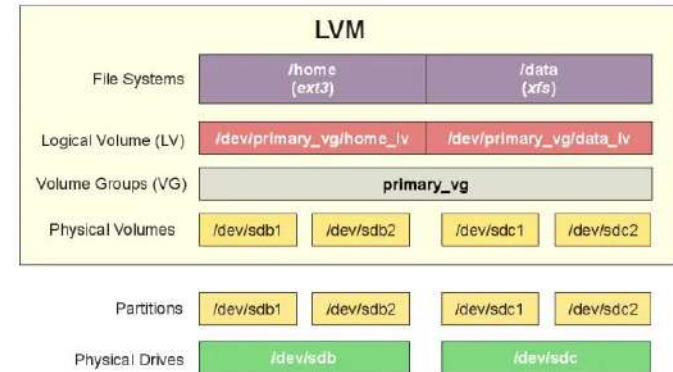 LVM
File Systems
/home
(ext3)
/data
(xfs)
Logical Volume (LV)
/dev/primary_vg/home_lv
/dev/primary_vg/data_lv
Volume Groups (VG)
primary_vg
Physical Volumes
/dev/sdb1
/dev/sdb2
/dev/sdc1
/dev/sdc2
Partitions
/dev/sdb1
/dev/sdb2
/dev/sdc1
/dev/sdc2
Physical Drives
/dev/sdb
/dev/sdc